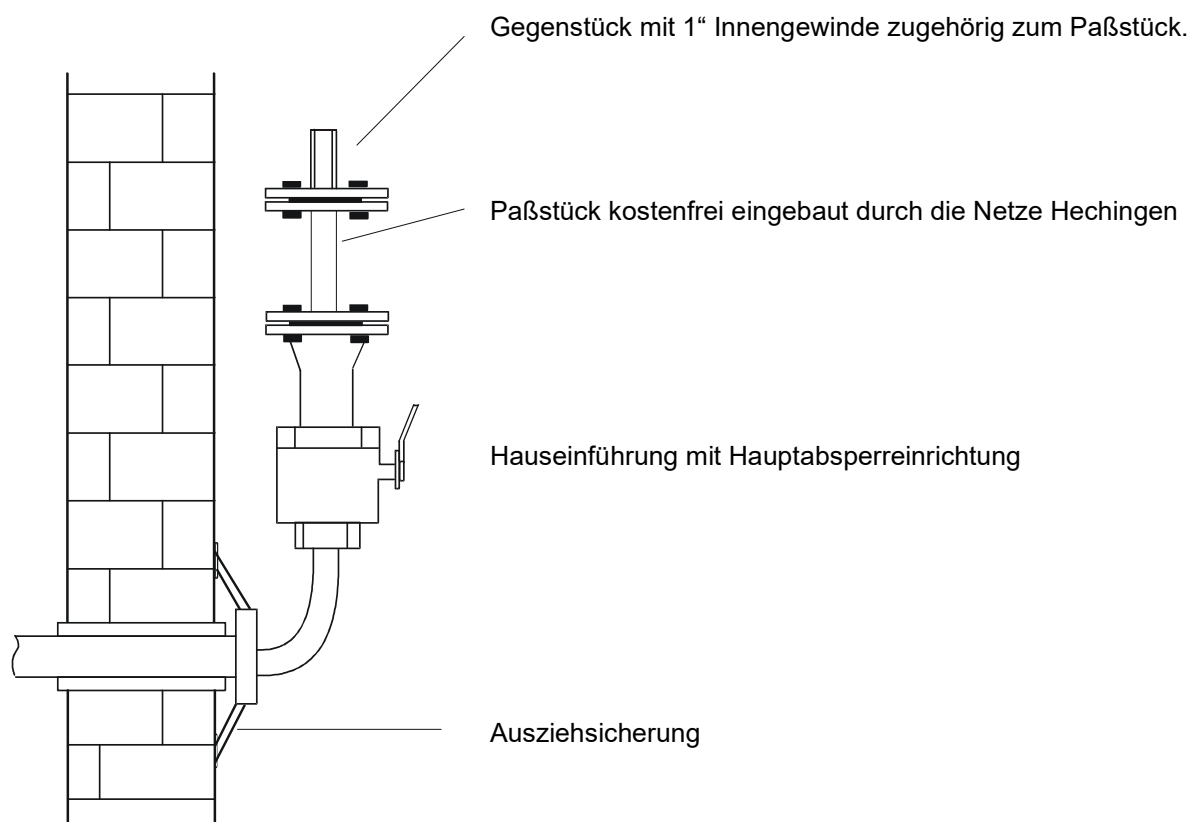 Gegenstück mit 1“ Innengewinde zugehörig zum Paßstück.
Paßstück kostenfrei eingebaut durch die Netze Hechingen
Hauseinführung mit Hauptabsperreinrichtung
Ausziehsicherung